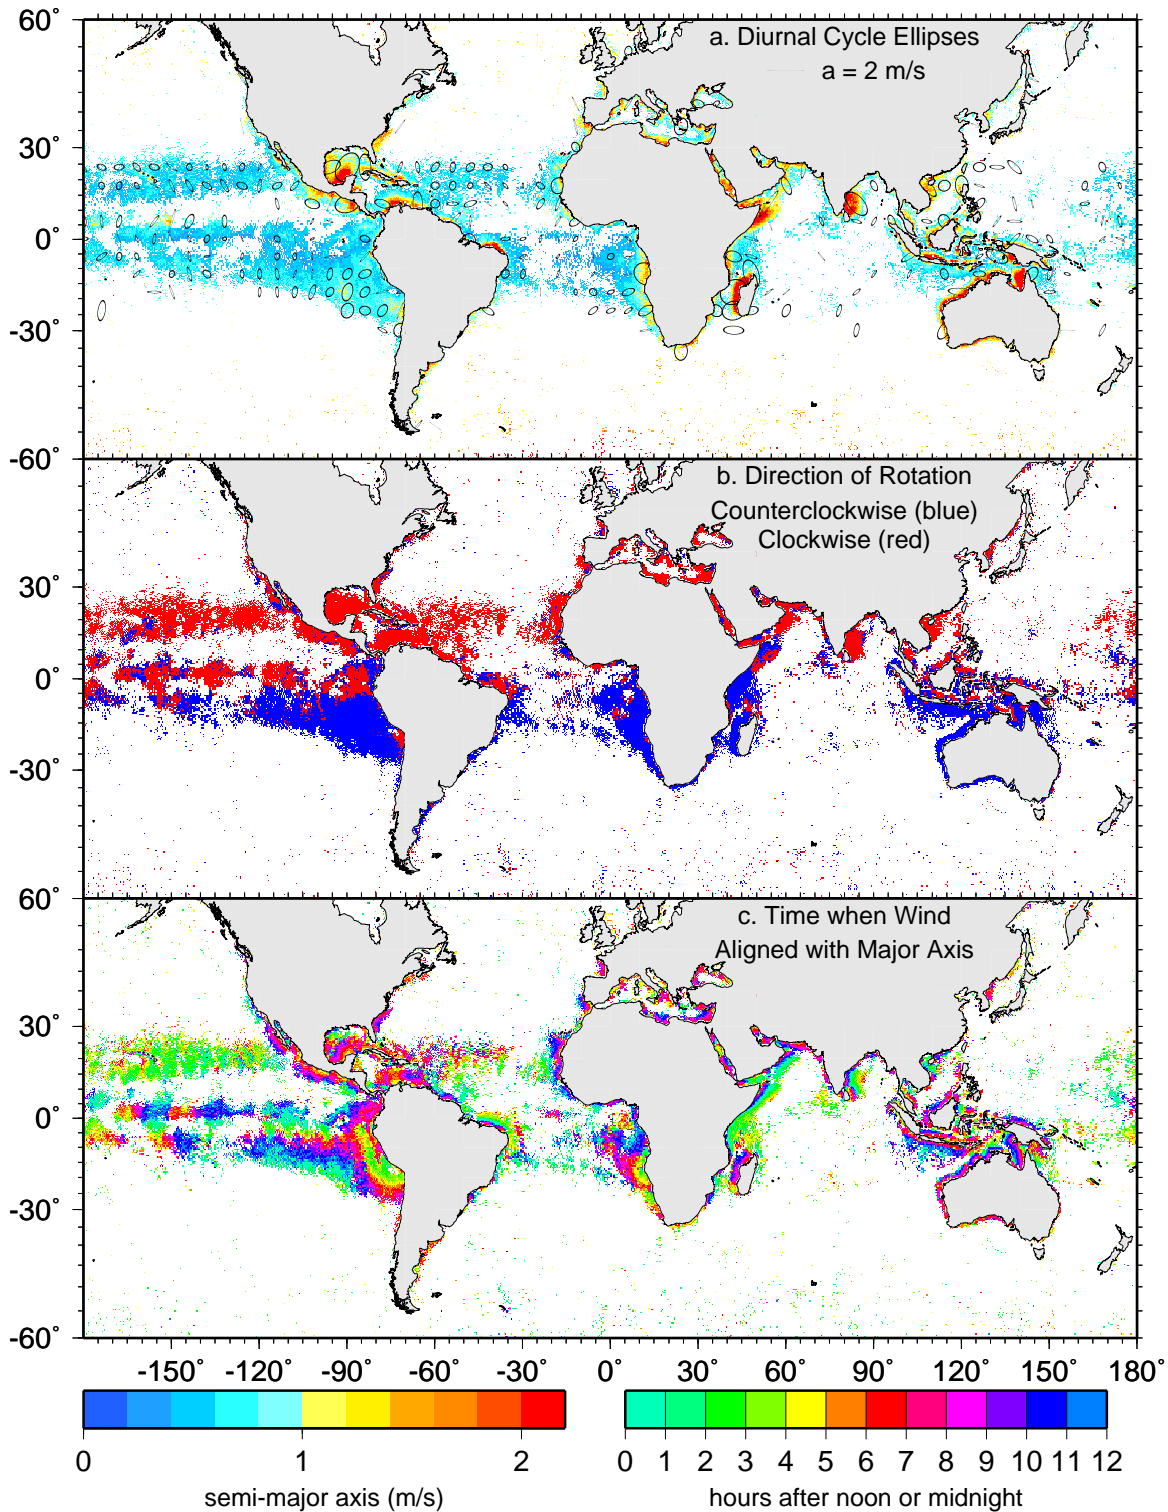 60°
a. Diurnal Cycle Ellipses
a = 2 m/s
30°
0°
-30°
-60°
b. Direction of Rotation
Counterclockwise (blue)
Clockwise (red)
30°
0°
-30°
60°
c. Time when Wind
Aligned with Major Axis
30°
0°
-30°
-60°
-150° -120° -90° -60° -30° 0° 30° 60° 90° 120° 150° 180°
0 1 2
semi-major axis (m/s)
0 1 2 3 4 5 6 7 8 9 10 11 12
hours after noon or midnight